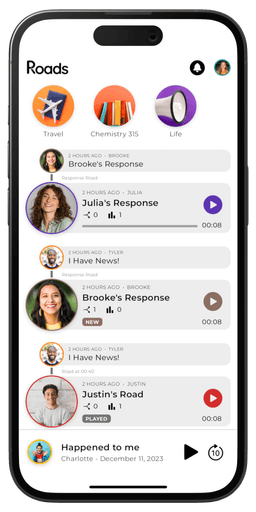 Roads
Travel
Chemistry 315
Life
2 HOURS AGO • BROOKE
Brooke's Response
Response Road
2 HOURS AGO • JULIA
Julia's Response
0 1
00:08
2 HOURS AGO • TYLER
I Have News!
Response Road
2 HOURS AGO • BROOKE
Brooke's Response
1 0
NEW
00:08
2 HOURS AGO • TYLER
I Have News!
Road at 00:40
2 HOURS AGO • JUSTIN
Justin's Road
0 2
PLAYED
00:08
Happened to me
Charlotte - December 11, 2023
10